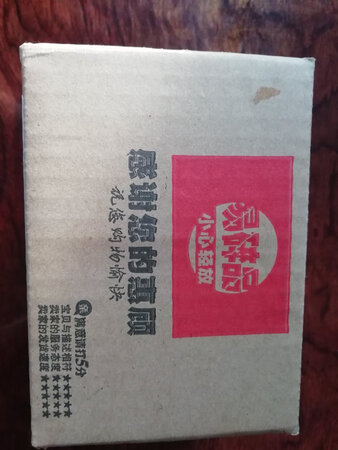 易碎品
小心轻放
感谢您的惠顾
祝您购物愉快
亲 满意请打5分
宝贝与描述相符 ★★★★★
卖家的服务态度 ★★★★★
卖家的发货速度 ★★★★★